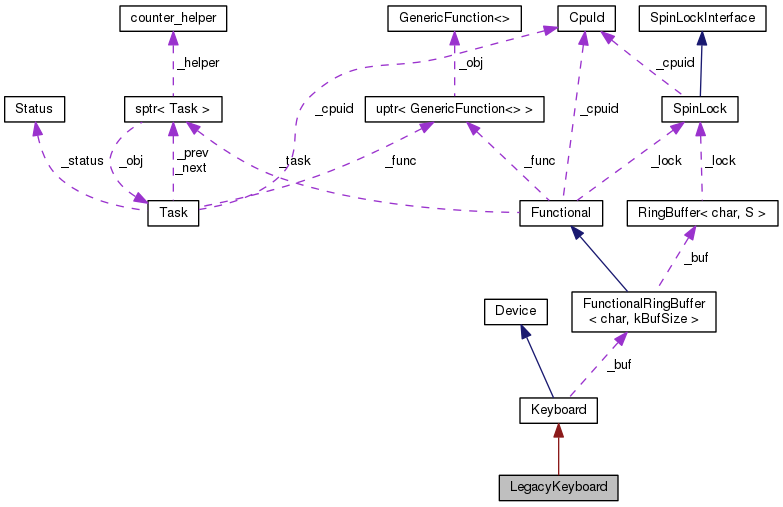 counter_helper
GenericFunction<>
CpuId
SpinLockInterface
_helper
_obj
_cpuid
Status
sptr< Task >
_cpuid
uptr< GenericFunction<> >
_cpuid
SpinLock
_status
_obj
_prev
_next
_task
_func
_func
_lock
_lock
Task
Functional
RingBuffer< char, S >
_buf
Device
FunctionalRingBuffer
< char, kBufSize >
_buf
Keyboard
LegacyKeyboard